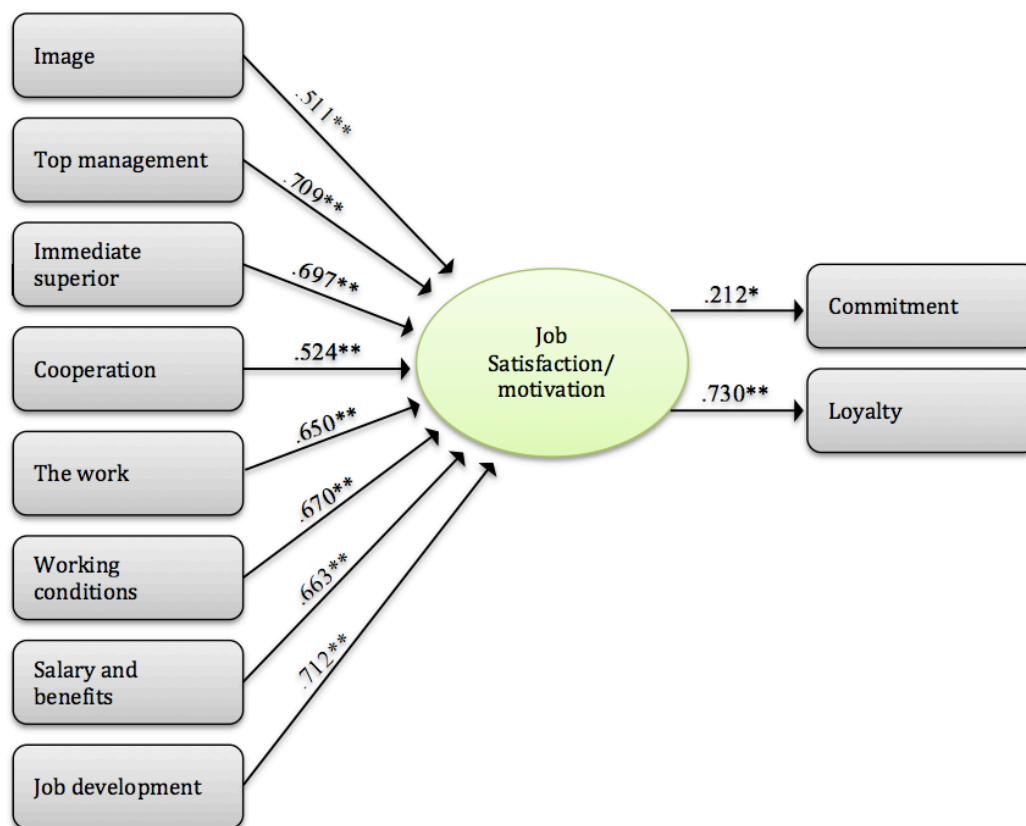 Image
.511**
Top management
.709**
Immediate
superior
.697**
Cooperation
.524**
The work
.650**
Working
conditions
.670**
Salary and
benefits
.663**
Job development
.712**
Job
Satisfaction/
motivation
.212*
Commitment
.730**
Loyalty